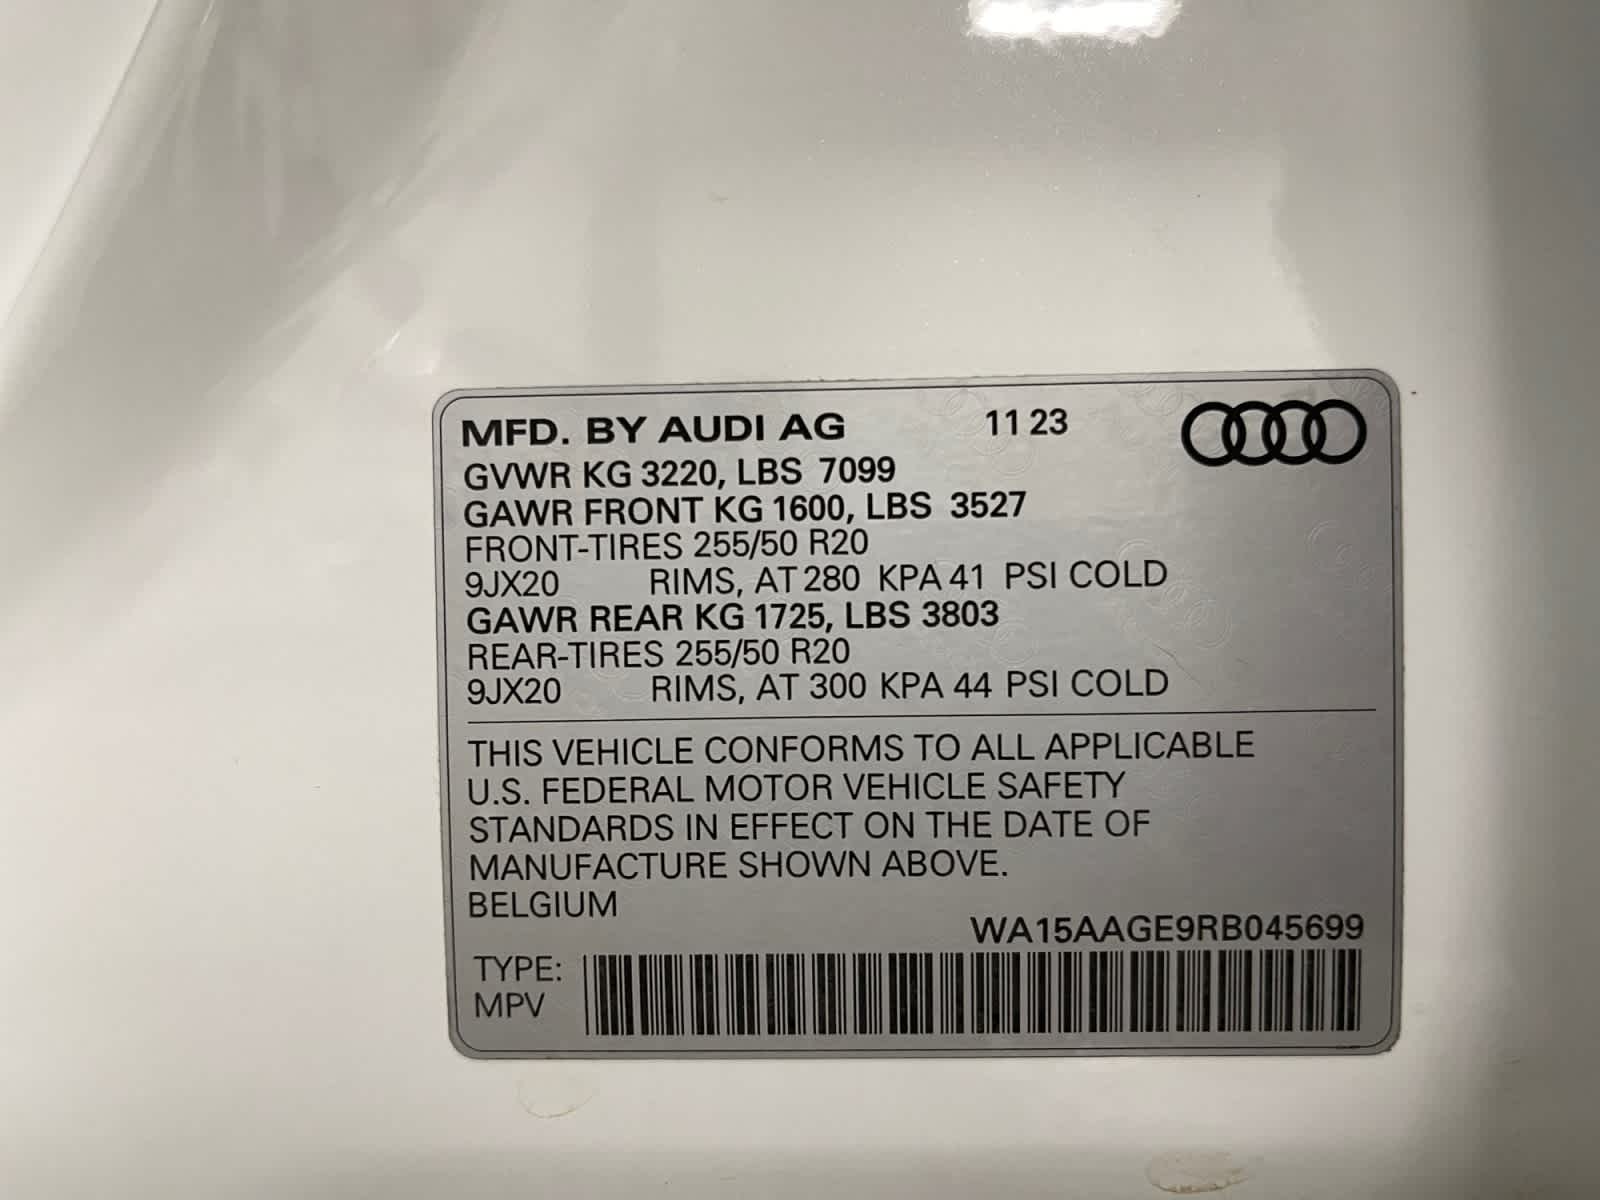 MFD. BY AUDI AG 11 23
GVWR KG 3220, LBS 7099
GAWR FRONT KG 1600, LBS 3527
FRONT-TIRES 255/50 R20
9JX20 RIMS, AT 280 KPA 41 PSI COLD
GAWR REAR KG 1725, LBS 3803
REAR-TIRES 255/50 R20
9JX20 RIMS, AT 300 KPA 44 PSI COLD
THIS VEHICLE CONFORMS TO ALL APPLICABLE
U.S. FEDERAL MOTOR VEHICLE SAFETY
STANDARDS IN EFFECT ON THE DATE OF
MANUFACTURE SHOWN ABOVE.
BELGIUM
WA15AAGE9RB045699
TYPE:
MPV